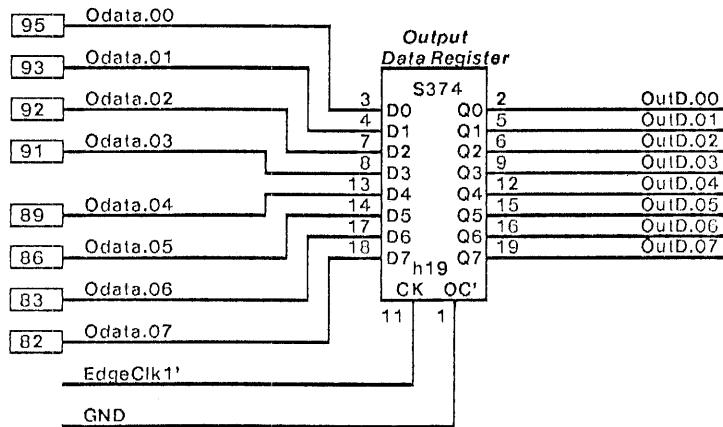 95 Odata.00
93 Odata.01
92 Odata.02
91 Odata.03
89 Odata.04
86 Odata.05
83 Odata.06
82 Odata.07
EdgeClk1'
GND
Output
Data Register
S374
3 D0 Q0 2 OutD.00
4 D1 Q1 5 OutD.01
7 D2 Q2 6 OutD.02
8 D3 Q3 9 OutD.03
13 D4 Q4 12 OutD.04
14 D5 Q5 15 OutD.05
17 D6 Q6 16 OutD.06
18 D7 Q7 19 OutD.07
h19
CK OC'
11 1